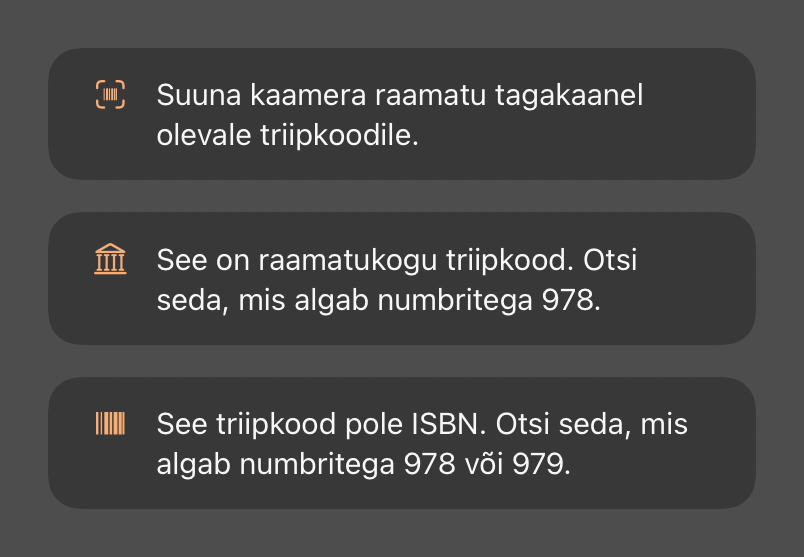 Suuna kaamera raamatu tagakaanel
olevale triipkoodile.
See on raamatukogu triipkood. Otsi
seda, mis algab numbritega 978.
See triipkood pole ISBN. Otsi seda, mis
algab numbritega 978 või 979.